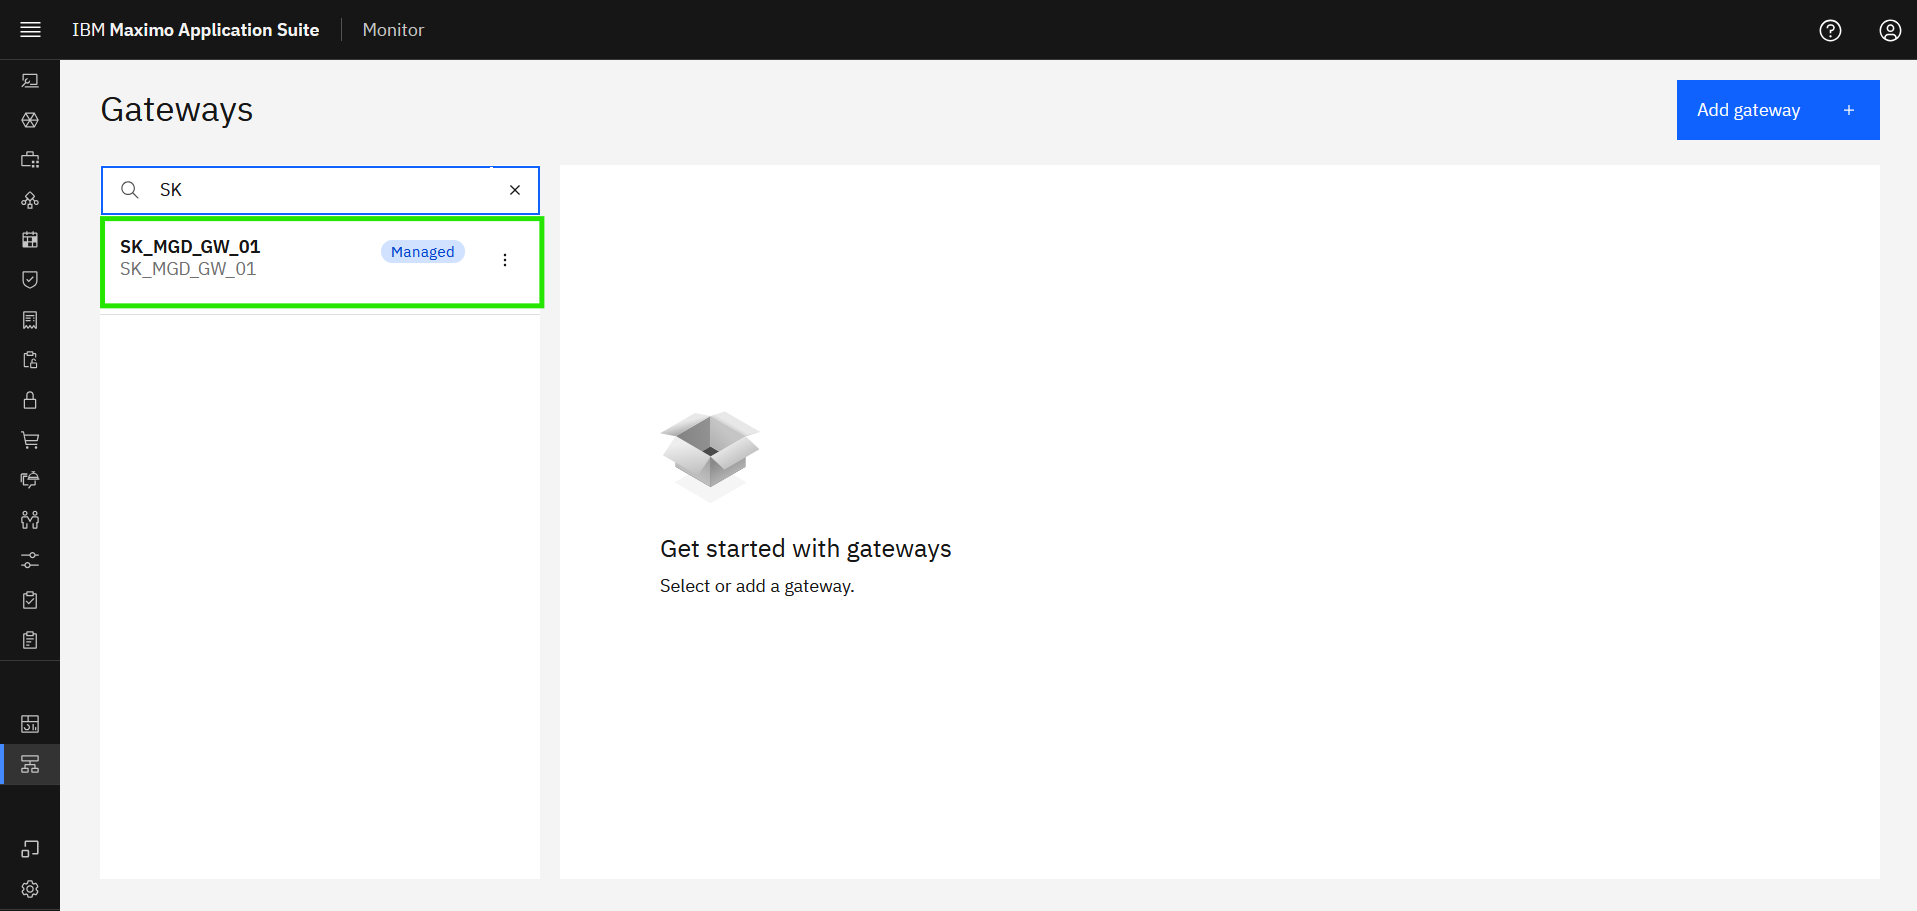 IBM Maximo Application Suite
Monitor
Gateways
Add gateway +
SK
SK_MGD_GW_01
Managed
SK_MGD_GW_01
Get started with gateways
Select or add a gateway.